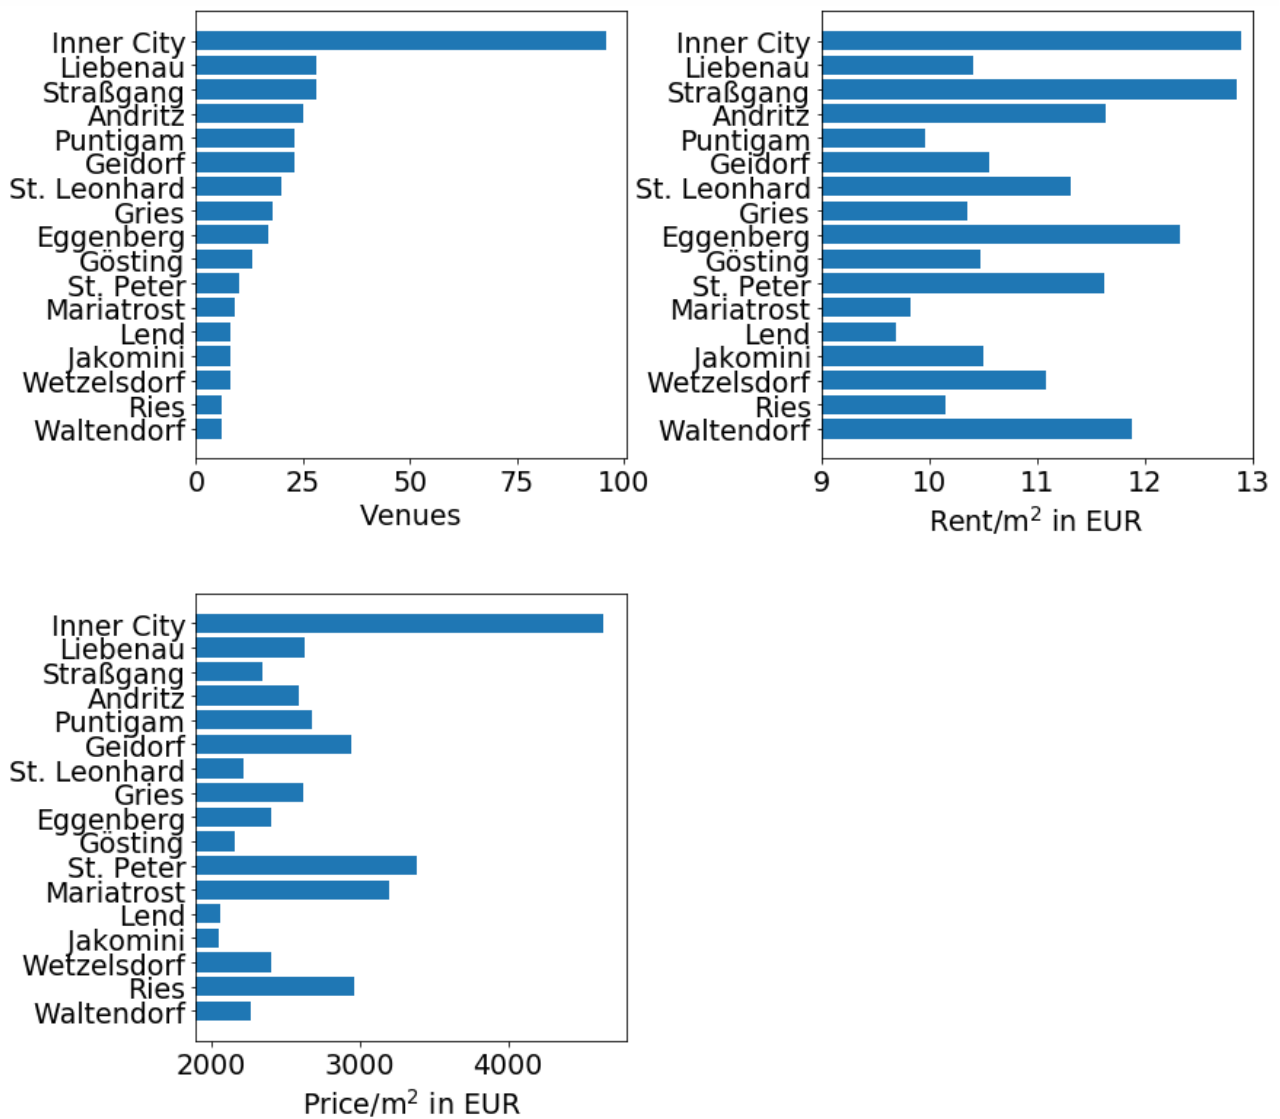 Inner City
Liebenau
Straßgang
Andritz
Puntigam
Geidorf
St. Leonhard
Gries
Eggenberg
Gösting
St. Peter
Mariatrost
Lend
Jakomini
Wetzelsdorf
Ries
Waltendorf
0 25 50 75 100
Venues
Inner City
Liebenau
Straßgang
Andritz
Puntigam
Geidorf
St. Leonhard
Gries
Eggenberg
Gösting
St. Peter
Mariatrost
Lend
Jakomini
Wetzelsdorf
Ries
Waltendorf
9 10 11 12 13
Rent/m² in EUR
Inner City
Liebenau
Straßgang
Andritz
Puntigam
Geidorf
St. Leonhard
Gries
Eggenberg
Gösting
St. Peter
Mariatrost
Lend
Jakomini
Wetzelsdorf
Ries
Waltendorf
2000 3000 4000
Price/m² in EUR